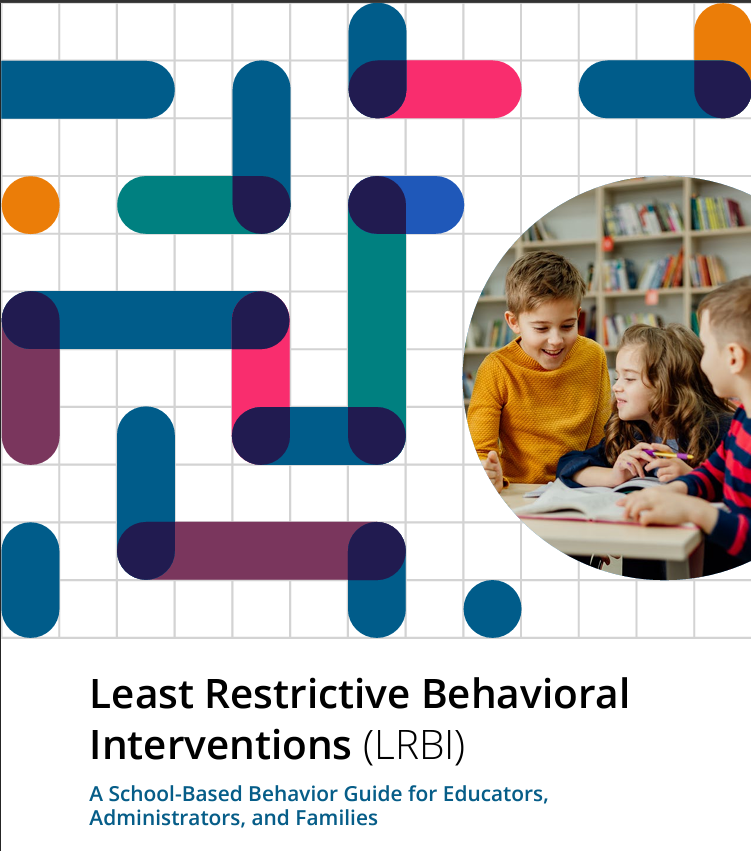 Least Restrictive Behavioral
Interventions (LRBI)
A School-Based Behavior Guide for Educators,
Administrators, and Families